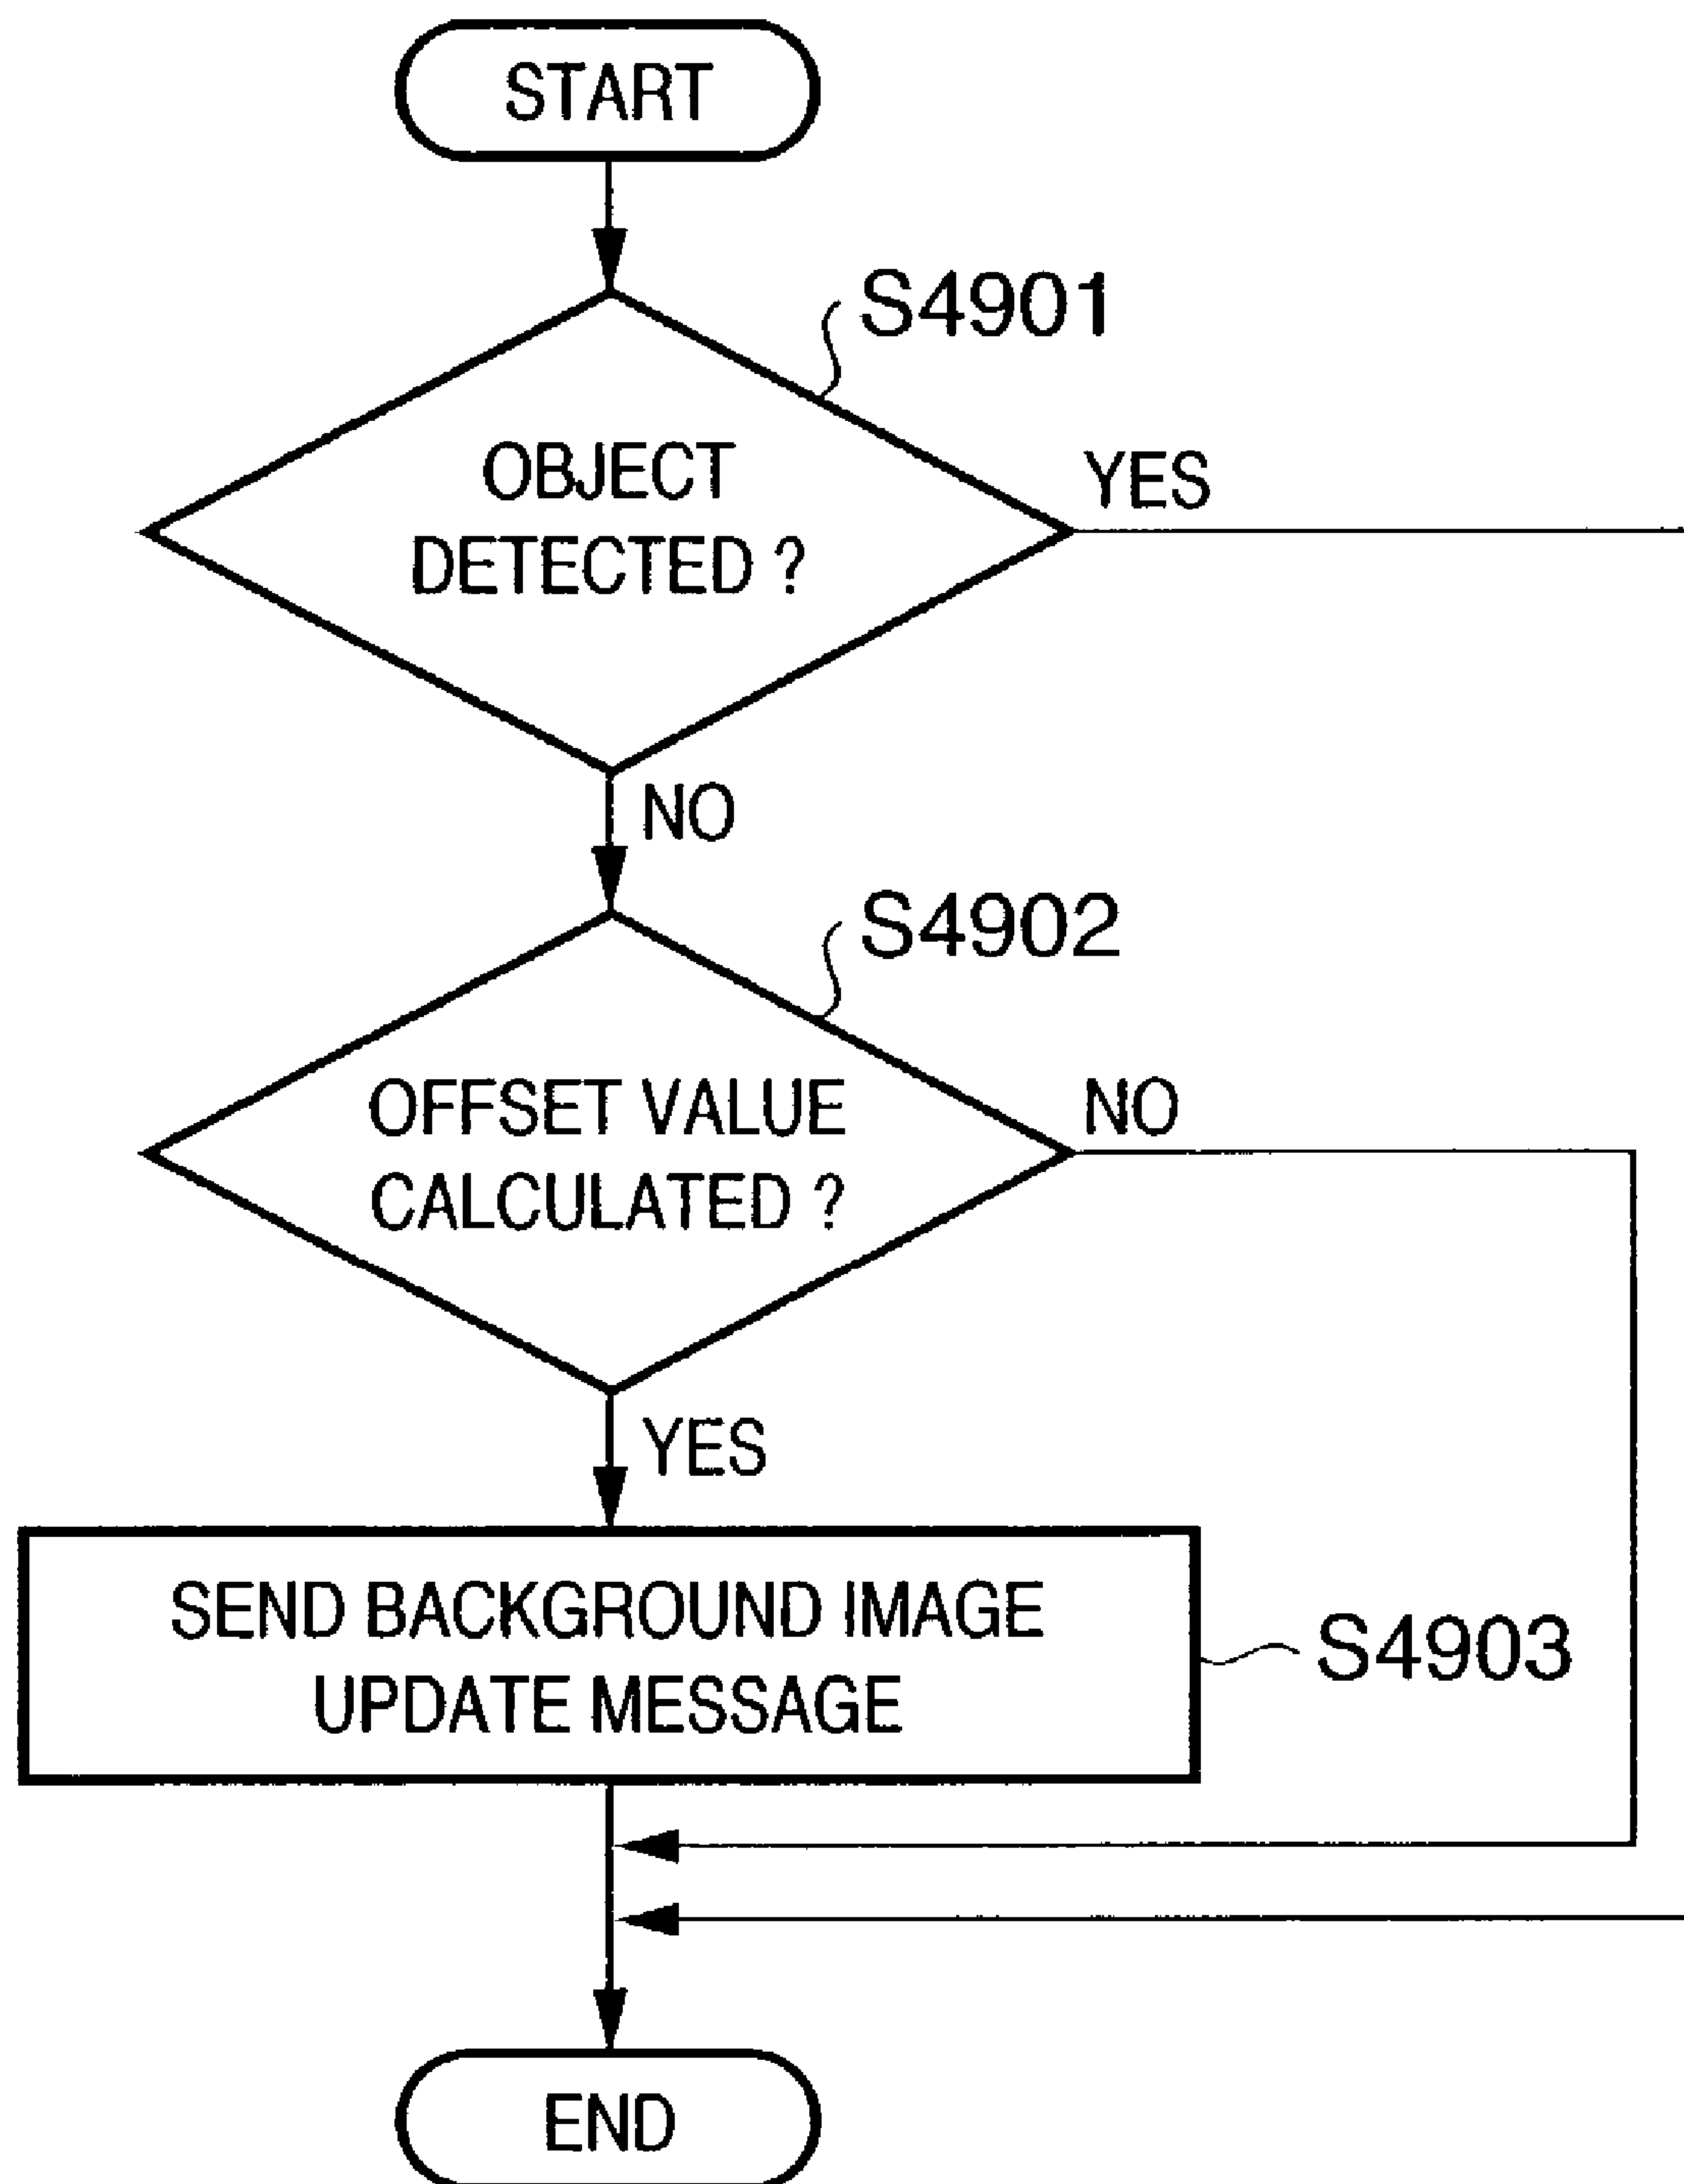 START
S4901
OBJECT
DETECTED ?
YES
NO
S4902
OFFSET VALUE
CALCULATED ?
NO
YES
SEND BACKGROUND IMAGE
UPDATE MESSAGE
S4903
END